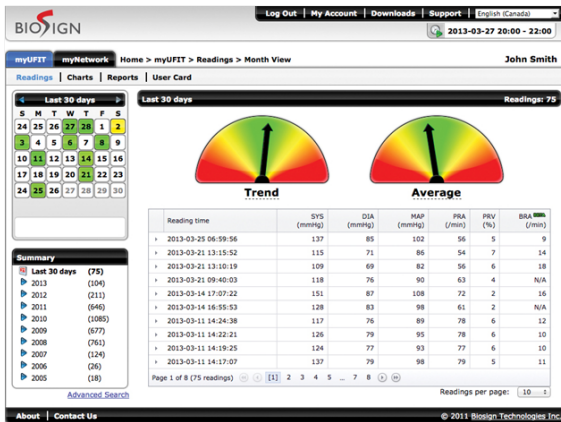 Log Out | My Account | Downloads | Support | English (Canada)
BIOSIGN
2013-03-27 20:00 - 22:00
myUFIT myNetwork Home > myUFIT > Readings > Month View John Smith
Readings | Charts | Reports | User Card
Last 30 days
S M T W T F S
24 25 26 27 28 1 2
3 4 5 6 7 8 9
10 11 12 13 14 15 16
17 18 19 20 21 22 23
24 25 26 27 28 29 30
Summary
Last 30 days (75)
2013 (104)
2012 (211)
2011 (646)
2010 (1085)
2009 (677)
2008 (761)
2007 (124)
2006 (26)
2005 (18)
Advanced Search
Last 30 days Readings: 75
Trend Average
Reading time SYS (mmHg) DIA (mmHg) MAP (mmHg) PRA (/min) PRV (%) BRA (/min)
2013-03-25 06:59:56 137 85 102 56 5 9
2013-03-21 13:15:52 115 71 86 54 7 14
2013-03-21 13:10:19 109 69 82 56 6 18
2013-03-21 09:40:03 118 76 90 63 4 N/A
2013-03-14 17:07:22 151 87 108 72 2 16
2013-03-14 16:55:53 128 83 98 61 2 N/A
2013-03-11 14:24:38 117 76 89 78 6 12
2013-03-11 14:22:21 126 79 95 78 6 10
2013-03-11 14:19:25 124 77 93 77 6 10
2013-03-11 14:17:07 137 79 98 79 5 11
Page 1 of 8 (75 readings) [1] 2 3 4 5 ... 7 8
Readings per page: 10
About | Contact Us © 2011 Biosign Technologies Inc.